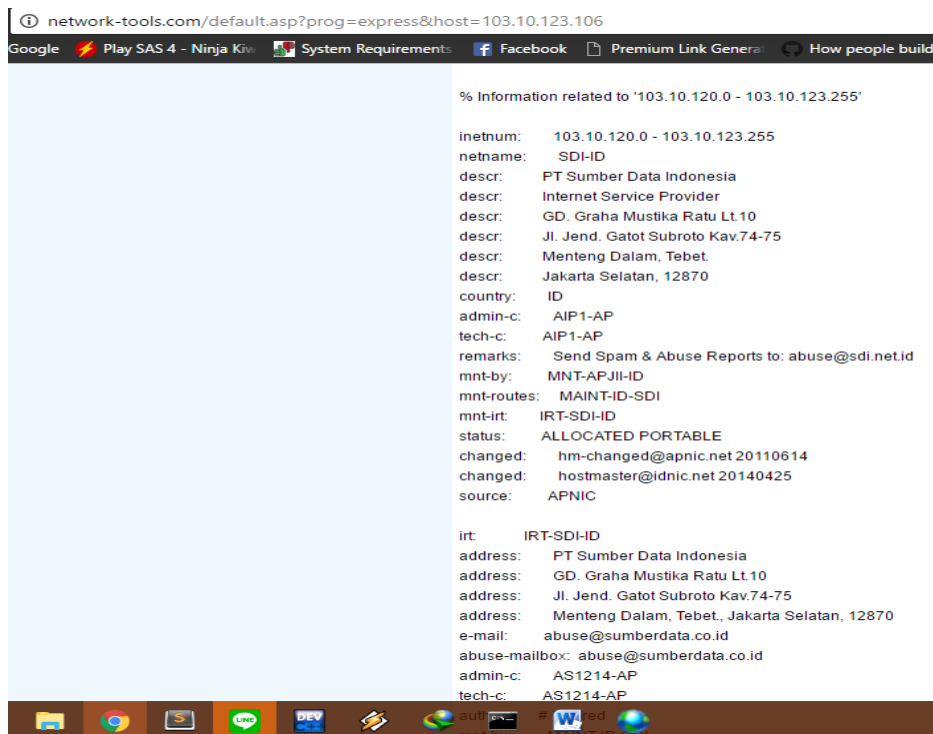 network-tools.com/default.asp?prog=express&host=103.10.123.106
Google Play SAS 4 - Ninja Kiw System Requirements Facebook Premium Link Generat How people build
% Information related to '103.10.120.0 - 103.10.123.255'
inetnum: 103.10.120.0 - 103.10.123.255
netname: SDI-ID
descr: PT Sumber Data Indonesia
descr: Internet Service Provider
descr: GD. Graha Mustika Ratu Lt.10
descr: Jl. Jend. Gatot Subroto Kav.74-75
descr: Menteng Dalam, Tebet.
descr: Jakarta Selatan, 12870
country: ID
admin-c: AIP1-AP
tech-c: AIP1-AP
remarks: Send Spam & Abuse Reports to: abuse@sdi.net.id
mnt-by: MNT-APJII-ID
mnt-routes: MAINT-ID-SDI
mnt-irt: IRT-SDI-ID
status: ALLOCATED PORTABLE
changed: hm-changed@apnic.net 20110614
changed: hostmaster@idnic.net 20140425
source: APNIC
irt: IRT-SDI-ID
address: PT Sumber Data Indonesia
address: GD. Graha Mustika Ratu Lt.10
address: Jl. Jend. Gatot Subroto Kav.74-75
address: Menteng Dalam, Tebet., Jakarta Selatan, 12870
e-mail: abuse@sumberdata.co.id
abuse-mailbox: abuse@sumberdata.co.id
admin-c: AS1214-AP
tech-c: AS1214-AP
S LINE DEV W